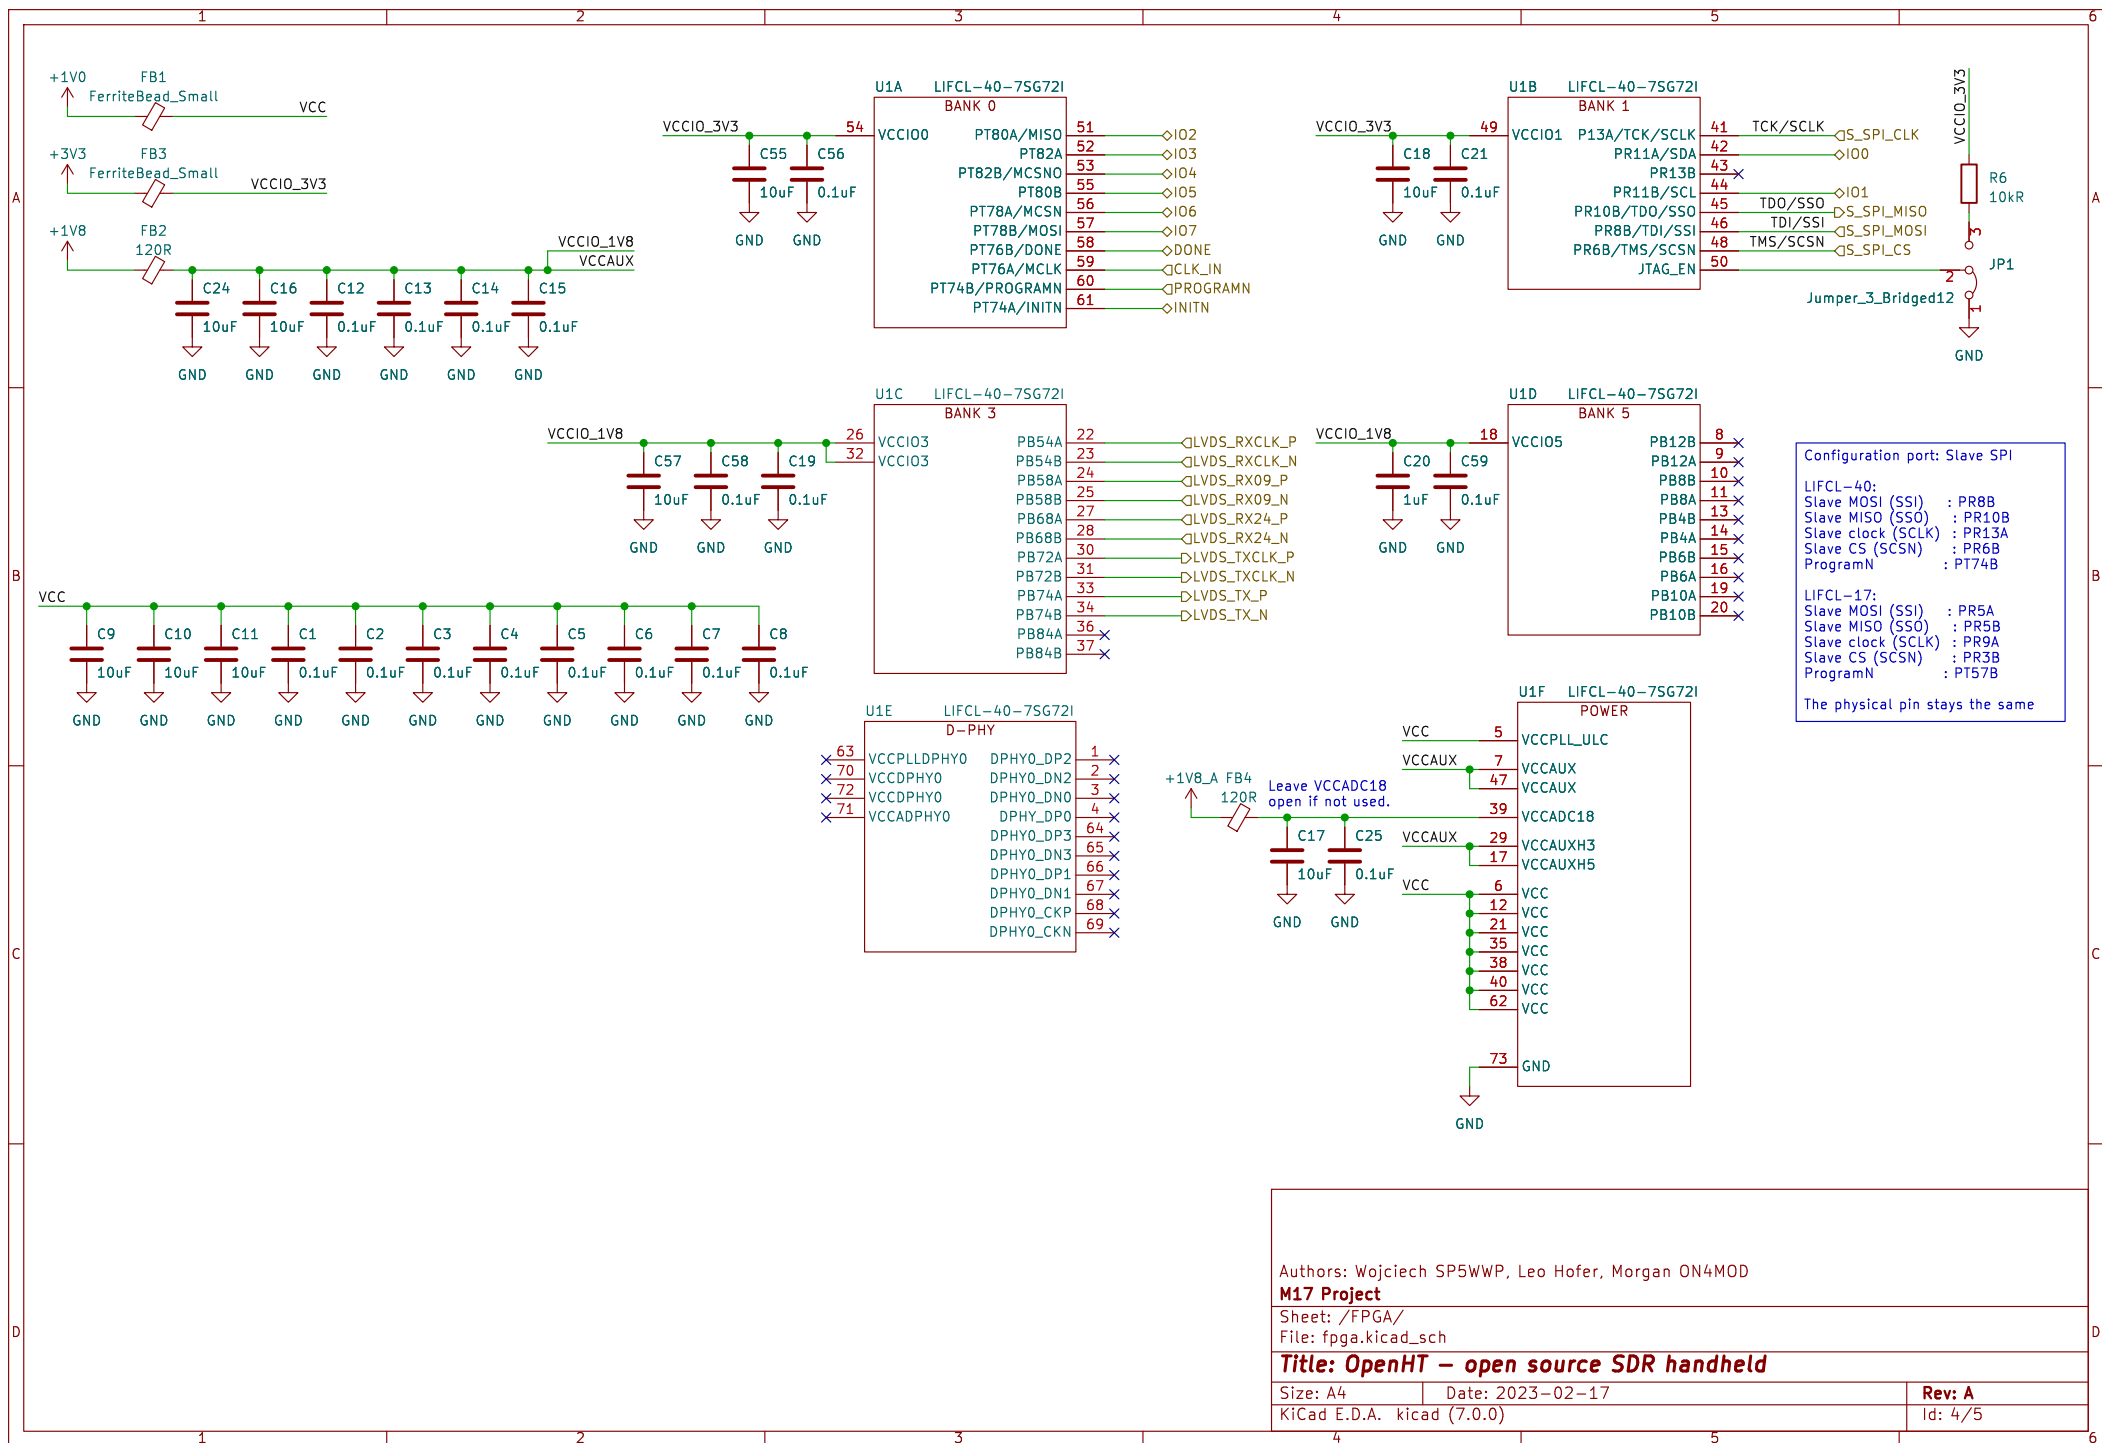 1 2 3 4 5 6
A
B
C
D
+1V0
FB1
FerriteBead_Small
VCC
+3V3
FB3
FerriteBead_Small
VCCIO_3V3
+1V8
FB2
120R
VCCIO_1V8
VCCAUX
C24 C16 C12 C13 C14 C15
10uF 10uF 0.1uF 0.1uF 0.1uF 0.1uF
GND GND GND GND GND GND
U1A LIFCL-40-7SG72I
BANK 0
VCCIO_3V3 54 VCCIO0
C55 C56
10uF 0.1uF
GND GND
PT80A/MISO 51 IO2
PT82A 52 IO3
PT82B/MCSNO 53 IO4
PT80B 55 IO5
PT78A/MCSN 56 IO6
PT78B/MOSI 57 IO7
PT76B/DONE 58 DONE
PT76A/MCLK 59 CLK_IN
PT74B/PROGRAMN 60 PROGRAMN
PT74A/INITN 61 INITN
U1B LIFCL-40-7SG72I
BANK 1
VCCIO_3V3 49 VCCIO1
C18 C21
10uF 0.1uF
GND GND
P13A/TCK/SCLK 41 TCK/SCLK S_SPI_CLK
PR11A/SDA 42 IO0
PR13B 43
PR11B/SCL 44 IO1
PR10B/TDO/SSO 45 TDO/SSO S_SPI_MISO
PR8B/TDI/SSI 46 TDI/SSI S_SPI_MOSI
PR6B/TMS/SCSN 48 TMS/SCSN S_SPI_CS
JTAG_EN 50
VCCIO_3V3
R6
10kR
3
2
1
JP1
Jumper_3_Bridged12
GND
U1C LIFCL-40-7SG72I
BANK 3
VCCIO_1V8 26 VCCIO3
32 VCCIO3
C57 C58 C19
10uF 0.1uF 0.1uF
GND GND GND
PB54A 22 LVDS_RXCLK_P
PB54B 23 LVDS_RXCLK_N
PB58A 24 LVDS_RX09_P
PB58B 25 LVDS_RX09_N
PB68A 27 LVDS_RX24_P
PB68B 28 LVDS_RX24_N
PB72A 30 LVDS_TXCLK_P
PB72B 31 LVDS_TXCLK_N
PB74A 33 LVDS_TX_P
PB74B 34 LVDS_TX_N
PB84A 36
PB84B 37
U1D LIFCL-40-7SG72I
BANK 5
VCCIO_1V8 18 VCCIO5
C20 C59
1uF 0.1uF
GND GND
PB12B 8
PB12A 9
PB8B 10
PB8A 11
PB4B 13
PB4A 14
PB6B 15
PB6A 16
PB10A 19
PB10B 20
Configuration port: Slave SPI
LIFCL-40:
Slave MOSI (SSI) : PR8B
Slave MISO (SSO) : PR10B
Slave clock (SCLK) : PR13A
Slave CS (SCSN) : PR6B
ProgramN : PT74B
LIFCL-17:
Slave MOSI (SSI) : PR5A
Slave MISO (SSO) : PR5B
Slave clock (SCLK) : PR9A
Slave CS (SCSN) : PR3B
ProgramN : PT57B
The physical pin stays the same
VCC
C9 C10 C11 C1 C2 C3 C4 C5 C6 C7 C8
10uF 10uF 10uF 0.1uF 0.1uF 0.1uF 0.1uF 0.1uF 0.1uF 0.1uF 0.1uF
GND GND GND GND GND GND GND GND GND GND GND
U1E LIFCL-40-7SG72I
D-PHY
63 VCCPLLDPHY0 DPHY0_DP2 1
70 VCCDPHY0 DPHY0_DN2 2
72 VCCDPHY0 DPHY0_DN0 3
71 VCCADPHY0 DPHY_DP0 4
DPHY0_DP3 64
DPHY0_DN3 65
DPHY0_DP1 66
DPHY0_DN1 67
DPHY0_CKP 68
DPHY0_CKN 69
U1F LIFCL-40-7SG72I
POWER
VCC 5 VCCPLL_ULC
VCCAUX 7 VCCAUX
47 VCCAUX
+1V8_A FB4
120R
Leave VCCADC18
open if not used.
39 VCCADC18
C17 C25
10uF 0.1uF
GND GND
VCCAUX 29 VCCAUXH3
17 VCCAUXH5
VCC 6 VCC
12 VCC
21 VCC
35 VCC
38 VCC
40 VCC
62 VCC
73 GND
GND
Authors: Wojciech SP5WWP, Leo Hofer, Morgan ON4MOD
M17 Project
Sheet: /FPGA/
File: fpga.kicad_sch
Title: OpenHT – open source SDR handheld
Size: A4 Date: 2023-02-17 Rev: A
KiCad E.D.A. kicad (7.0.0) Id: 4/5
A
B
C
D
1 2 3 4 5 6